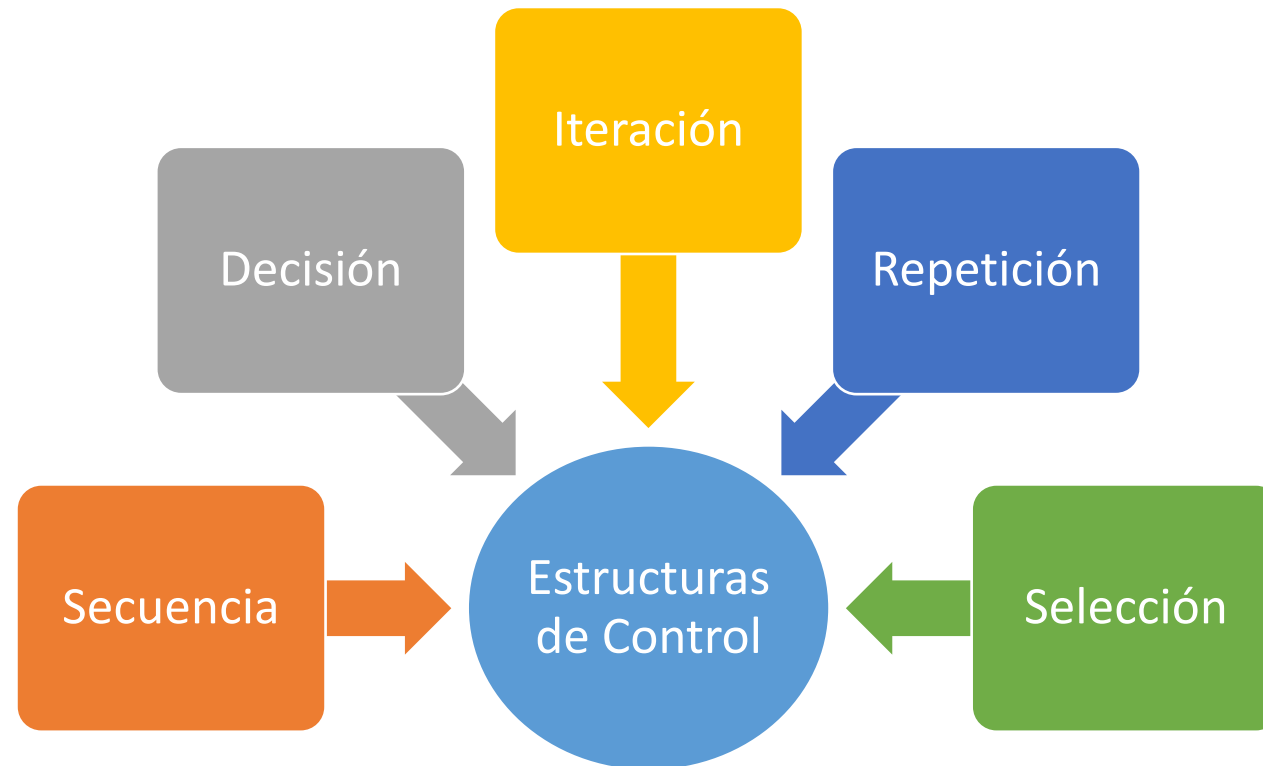 Iteración
Decisión
Repetición
Secuencia
Estructuras
de Control
Selección